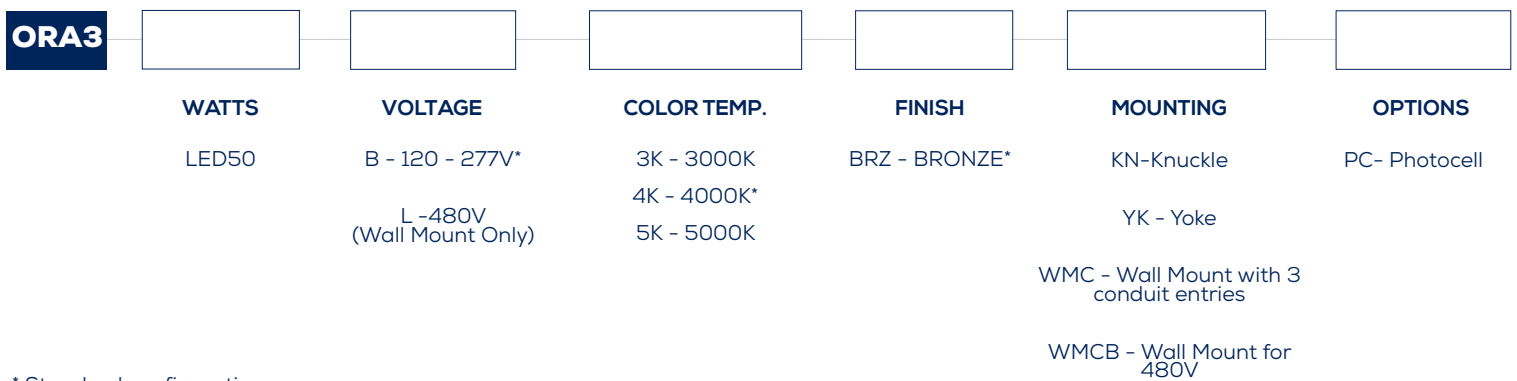 ORA3
WATTS
LED50
VOLTAGE
B - 120 - 277V*
L -480V
(Wall Mount Only)
COLOR TEMP.
3K - 3000K
4K - 4000K*
5K - 5000K
FINISH
BRZ - BRONZE*
MOUNTING
KN-Knuckle
YK - Yoke
WMC - Wall Mount with 3
conduit entries
WMCB - Wall Mount for
480V
OPTIONS
PC- Photocell